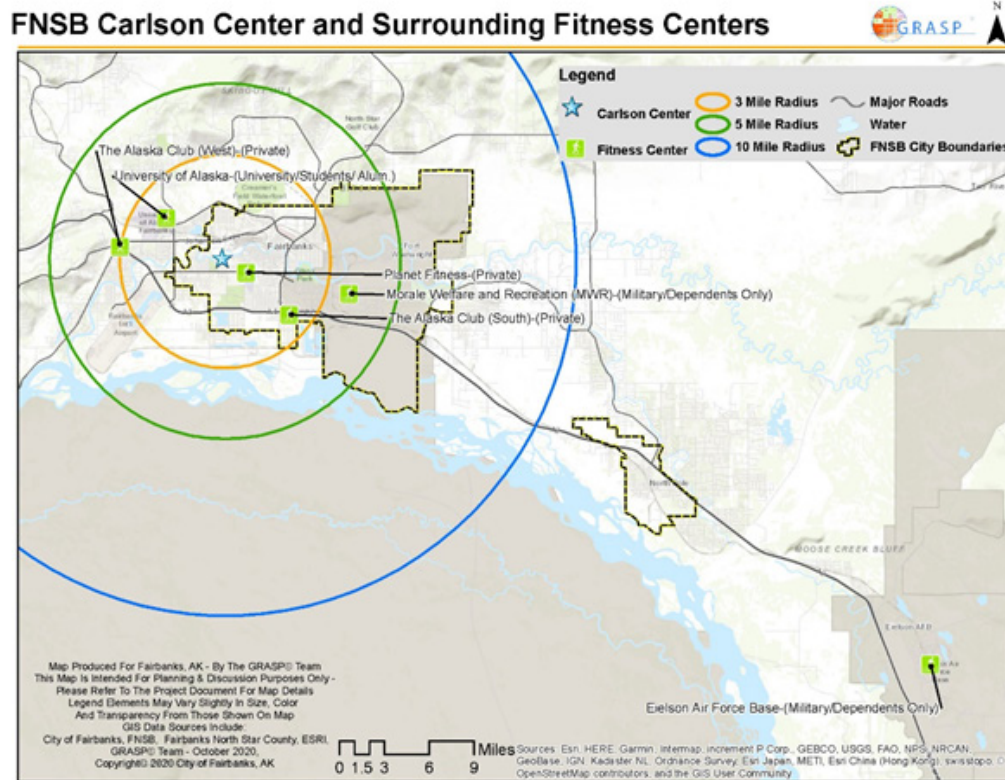 FNSB Carlson Center and Surrounding Fitness Centers
GRASP
N
Legend
Carlson Center
3 Mile Radius
Major Roads
5 Mile Radius
Water
Fitness Center
10 Mile Radius
FNSB City Boundaries
North Star
Golf Club
The Alaska Club (West)-(Private)
University of Alaska-(University/Students/ Alum.)
Creamer's
Fairbanks
Planet Fitness-(Private)
Morale Welfare and Recreation (MWR)-(Military/Dependents Only)
The Alaska Club (South)-(Private)
Airport
North Pole
MOOSE CREEK BLUFF
Eielson AFB
Eielson Air Force Base-(Military/Dependents Only)
Map Produced For Fairbanks, AK - By The GRASP® Team
This Map Is Intended For Planning & Discussion Purposes Only -
Please Refer To The Project Document For Map Details
Legend Elements May Vary Slightly In Size, Color
And Transparency From Those Shown On Map
GIS Data Sources Include:
City of Fairbanks, FNSB, Fairbanks North Star County, ESRI,
GRASP® Team - October 2020,
Copyright© 2020 City of Fairbanks, AK
Miles
0 1.5 3 6 9
Sources: Esri, HERE, Garmin, Intermap, increment P Corp., GEBCO, USGS, FAO, NPS, NRCAN,
GeoBase, IGN, Kadaster NL, Ordnance Survey, Esri Japan, METI, Esri China (Hong Kong), swisstopo, ©
OpenStreetMap contributors, and the GIS User Community